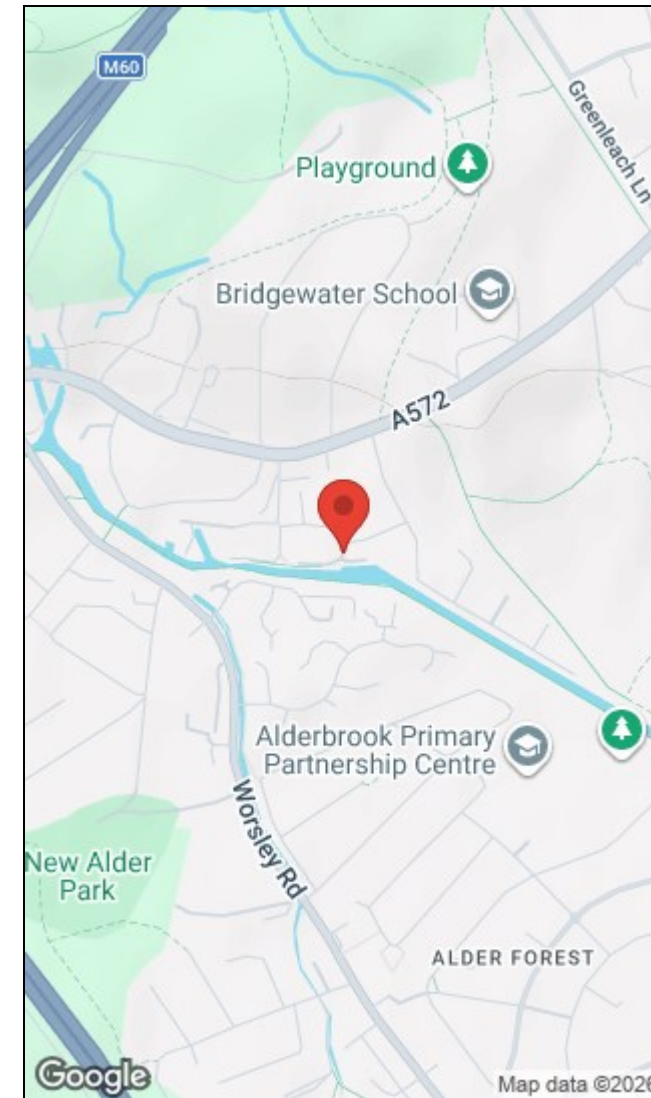 M60
Greenleach Ln
Playground
Bridgewater School
A572
Alderbrook Primary
Partnership Centre
Worsley Rd
New Alder
Park
ALDER FOREST
Google
Map data ©2026